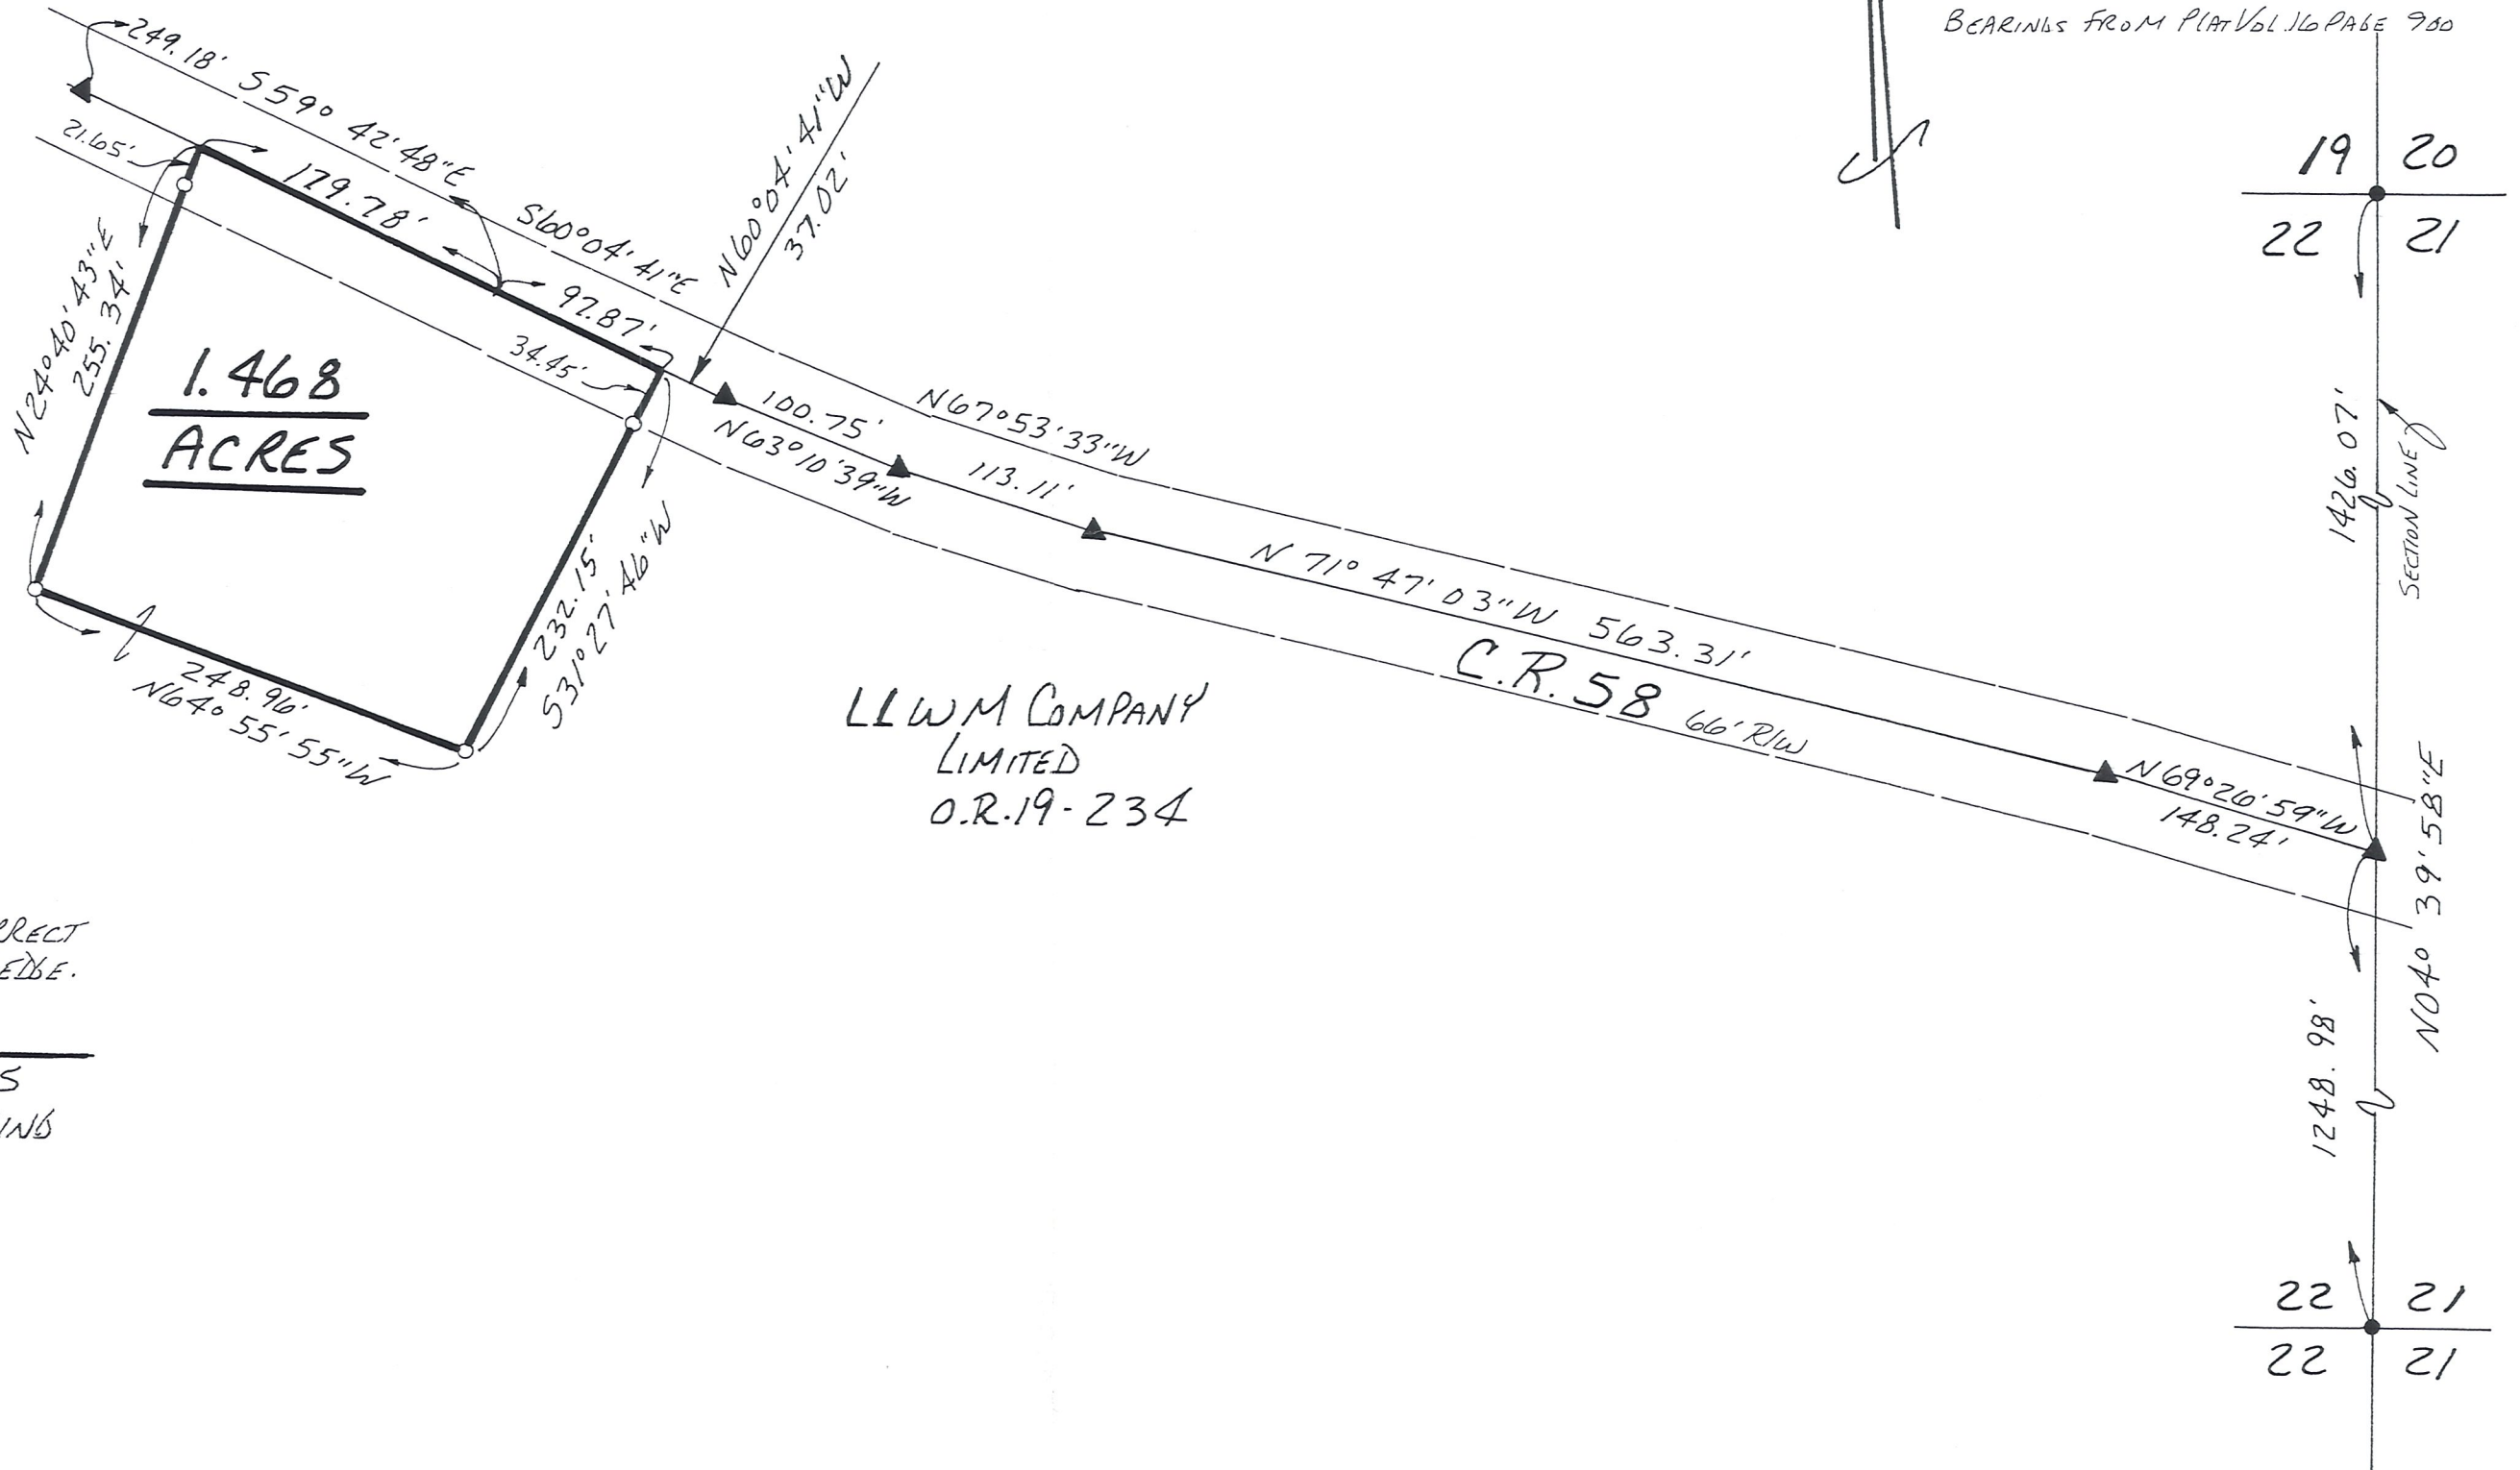 BEARINGS FROM PLAT VOL.16 PAGE 900
249.18' S59° 42' 48"E
21.65'
179.78'
S60°04'41"E
N60°04'41"W
37.02'
92.87'
34.45'
N24°40'43"E
255.34'
1.468
ACRES
100.75'
N63°10'39"W
N67°53'33"W
113.11'
232.15'
S31°27'46"W
248.96'
N64°55'55"W
N 71° 47' 03"W 563.31'
C.R. 58 66' R/W
N69°26'59"W
148.24'
LLWM COMPANY
LIMITED
O.R.19-234
19 20
22 21
1426.07'
SECTION LINE
N04° 39' 58"E
1248.98'
22 21
22 21
RRECT
EDGE.
S